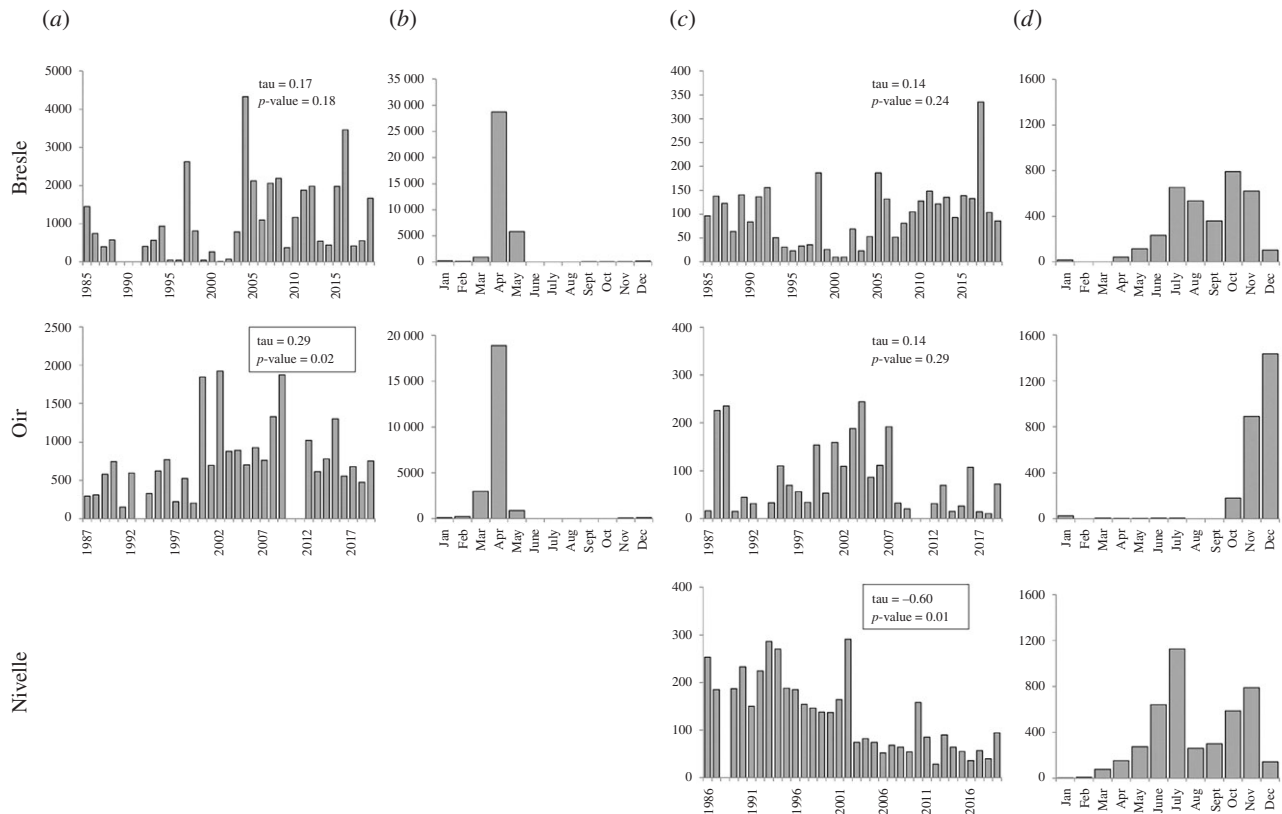 (a) (b) (c) (d)
Bresle
5000
4000
3000
2000
1000
0
tau = 0.17
p-value = 0.18
1985 1990 1995 2000 2005 2010 2015
35 000
30 000
25 000
20 000
15 000
10 000
5000
0
Jan Feb Mar Apr May June July Aug Sept Oct Nov Dec
400
350
300
250
200
150
100
50
0
tau = 0.14
p-value = 0.24
1985 1990 1995 2000 2005 2010 2015
1600
1200
800
400
0
Jan Feb Mar Apr May June July Aug Sept Oct Nov Dec
Oir
2500
2000
1500
1000
500
0
tau = 0.29
p-value = 0.02
1987 1992 1997 2002 2007 2012 2017
20 000
15 000
10 000
5000
0
Jan Feb Mar Apr May June July Aug Sept Oct Nov Dec
400
300
200
100
0
tau = 0.14
p-value = 0.29
1987 1992 1997 2002 2007 2012 2017
1600
1200
800
400
0
Jan Feb Mar Apr May June July Aug Sept Oct Nov Dec
Nivelle
400
300
200
100
0
tau = –0.60
p-value = 0.01
1986 1991 1996 2001 2006 2011 2016
1600
1200
800
400
0
Jan Feb Mar Apr May June July Aug Sept Oct Nov Dec